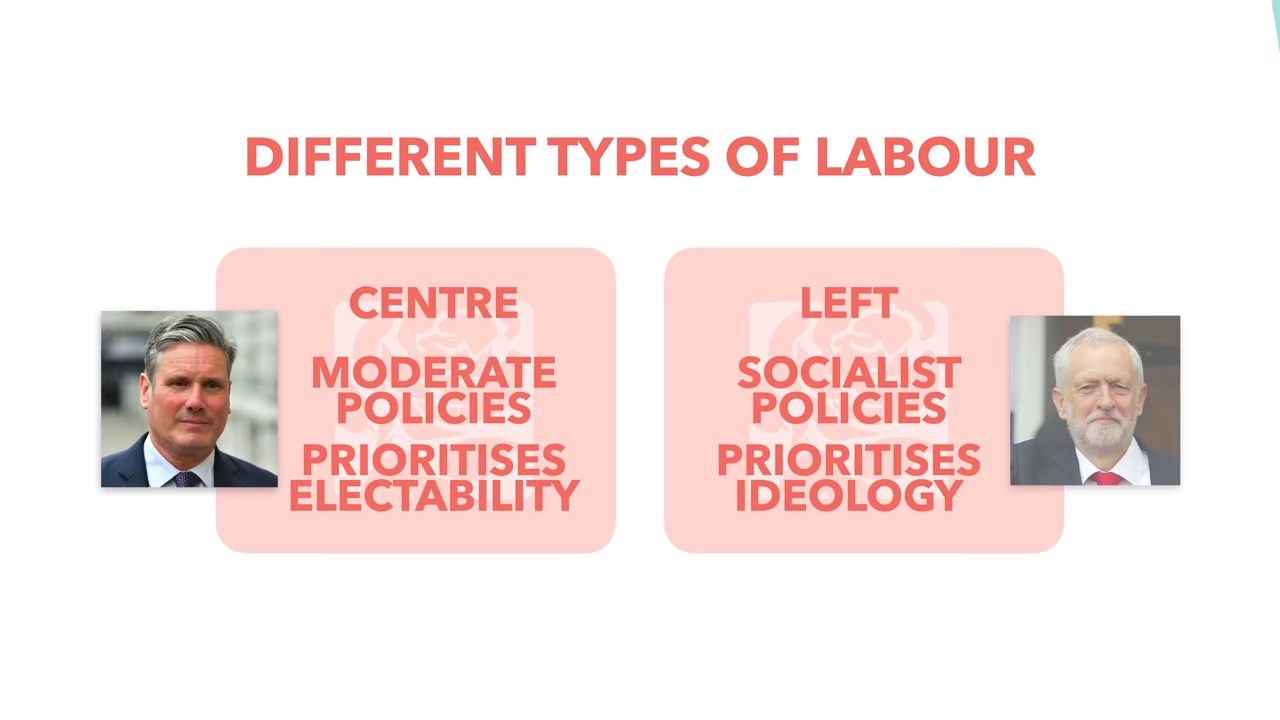 DIFFERENT TYPES OF LABOUR
CENTRE
MODERATE
POLICIES
PRIORITISES
ELECTABILITY
LEFT
SOCIALIST
POLICIES
PRIORITISES
IDEOLOGY